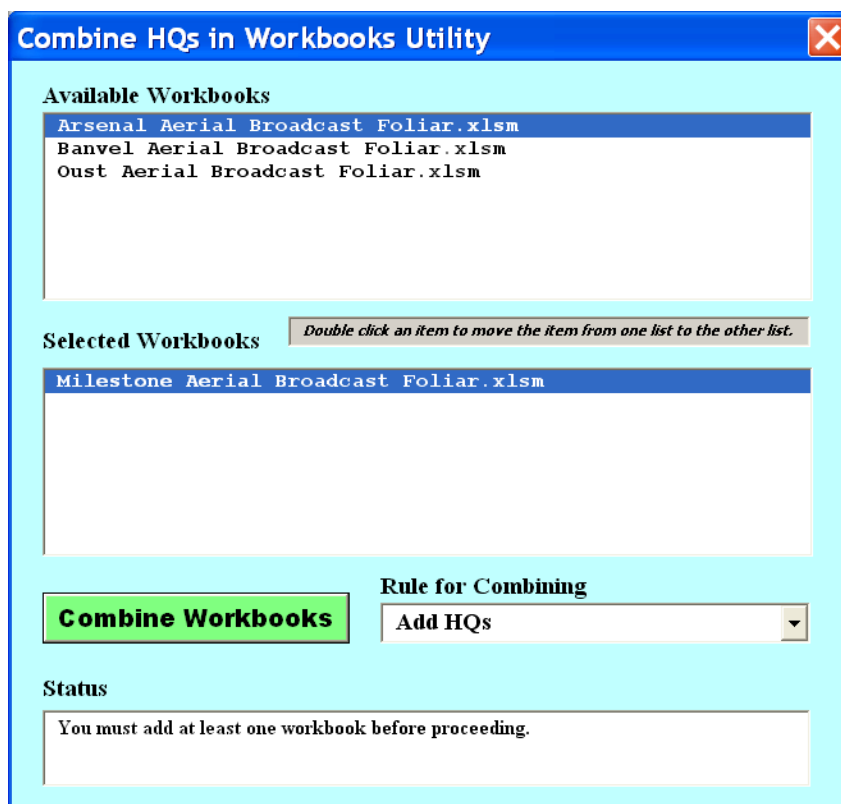 Combine HQs in Workbooks Utility
Available Workbooks
Arsenal Aerial Broadcast Foliar.xlsm
Banvel Aerial Broadcast Foliar.xlsm
Oust Aerial Broadcast Foliar.xlsm
Double click an item to move the item from one list to the other list.
Selected Workbooks
Milestone Aerial Broadcast Foliar.xlsm
Rule for Combining
Combine Workbooks
Add HQs
Status
You must add at least one workbook before proceeding.